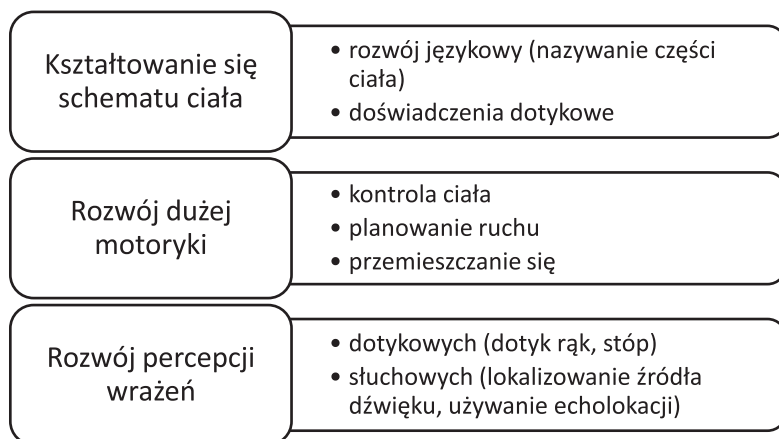 Kształtowanie się
schematu ciała
• rozwój językowy (nazywanie części
ciała)
• doświadczenia dotykowe
Rozwój dużej
motoryki
• kontrola ciała
• planowanie ruchu
• przemieszczanie się
Rozwój percepcji
wrażeń
• dotykowych (dotyk rąk, stóp)
• słuchowych (lokalizowanie źródła
dźwięku, używanie echolokacji)